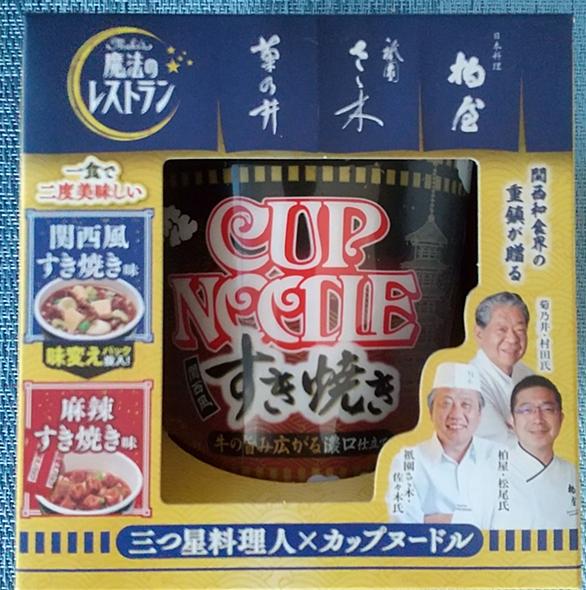 魔法の
レストラン
菊の井
祇園
さゝ木
日本料理
柏屋
一食で
二度美味しい
関西風
すき焼き味
味変えパック
封入!
麻辣
すき焼き味
関西和食界の
重鎮が贈る
CUP
NOODLE
関西風
すき焼き
牛の旨み広がる濃口仕立て
菊乃井・村田氏
祇園さゝ木・
佐々木氏
柏屋・松尾氏
三つ星料理人×カップヌードル